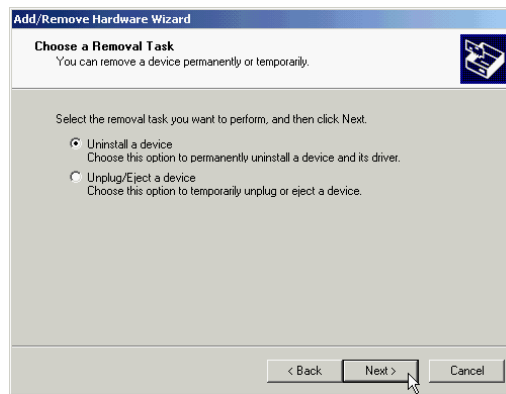 Add/Remove Hardware Wizard
Choose a Removal Task
You can remove a device permanently or temporarily.
Select the removal task you want to perform, and then click Next.
Uninstall a device
Choose this option to permanently uninstall a device and its driver.
Unplug/Eject a device
Choose this option to temporarily unplug or eject a device.
< Back
Next >
Cancel